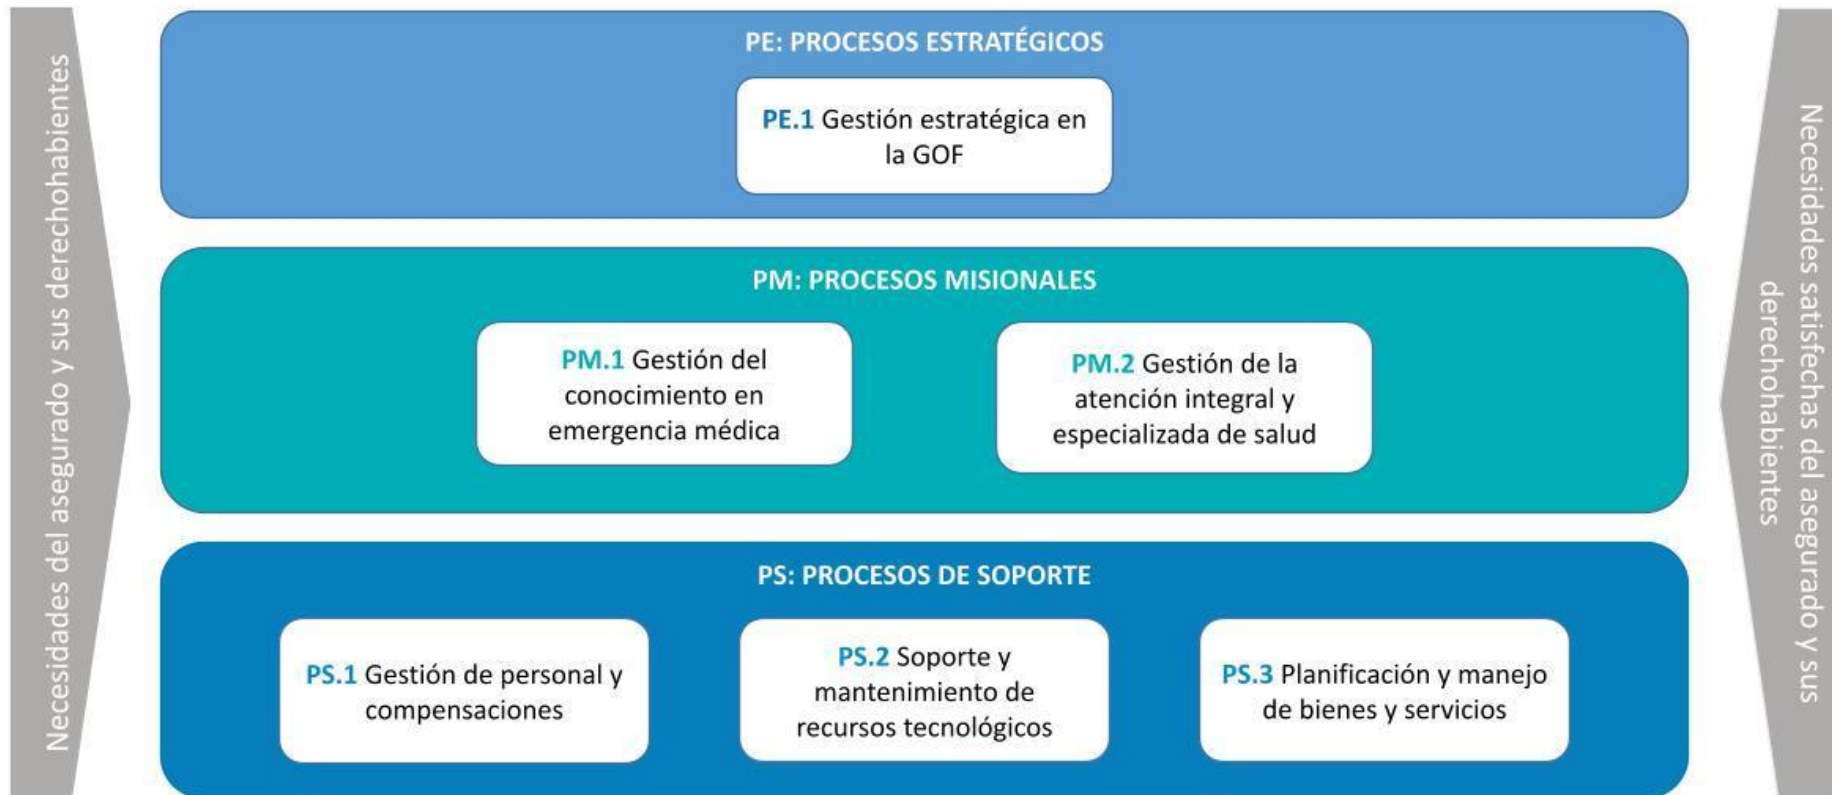 Necesidades del asegurado y sus derechohabientes
PE: PROCESOS ESTRATÉGICOS
PE.1 Gestión estratégica en
la GOF
PM: PROCESOS MISIONALES
PM.1 Gestión del
conocimiento en
emergencia médica
PM.2 Gestión de la
atención integral y
especializada de salud
PS: PROCESOS DE SOPORTE
PS.1 Gestión de personal y
compensaciones
PS.2 Soporte y
mantenimiento de
recursos tecnológicos
PS.3 Planificación y manejo
de bienes y servicios
Necesidades satisfechas del asegurado y sus
derechohabientes